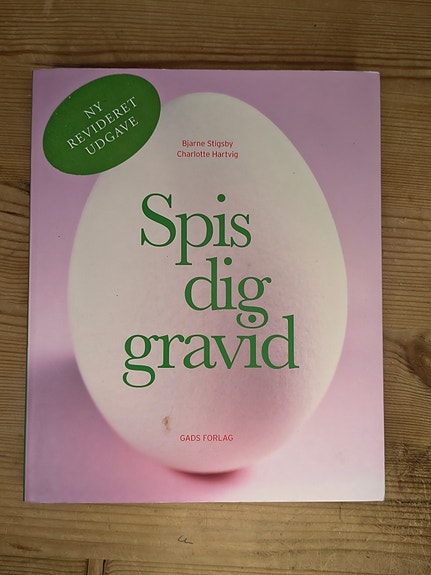 NY
REVIDERET
UDGAVE
Bjarne Stigsby
Charlotte Hartvig
Spis
dig
gravid
GADS FORLAG